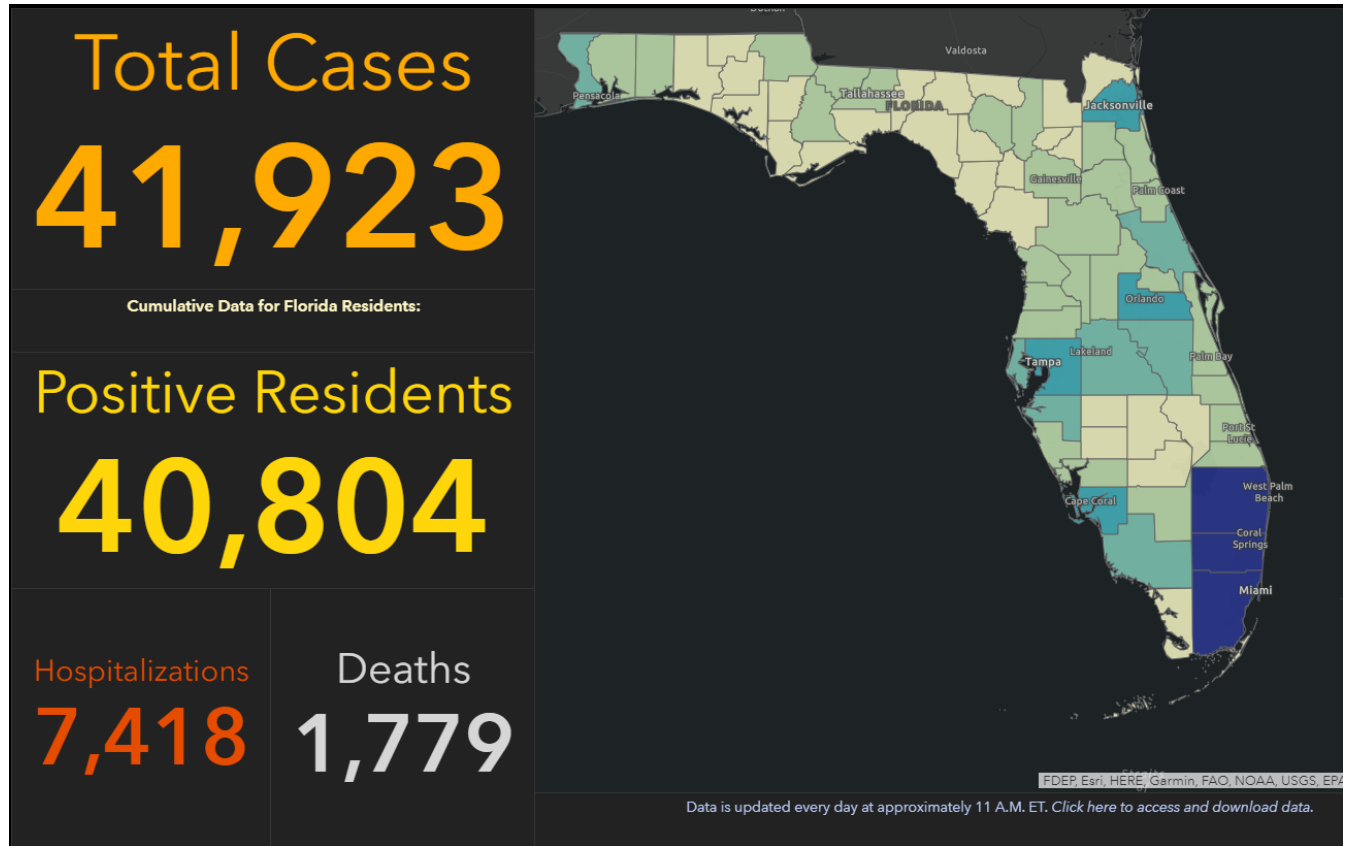 Total Cases
41,923
Cumulative Data for Florida Residents:
Positive Residents
40,804
Hospitalizations
7,418
Deaths
1,779
Valdosta
Pensacola
Tallahassee
FLORIDA
Jacksonville
Gainesville
Palm Coast
Orlando
Tampa
Lakeland
Palm Bay
Port St
Lucie
Cape Coral
West Palm
Beach
Coral
Springs
Miami
FDEP, Esri, HERE, Garmin, FAO, NOAA, USGS, EPA
Data is updated every day at approximately 11 A.M. ET. Click here to access and download data.